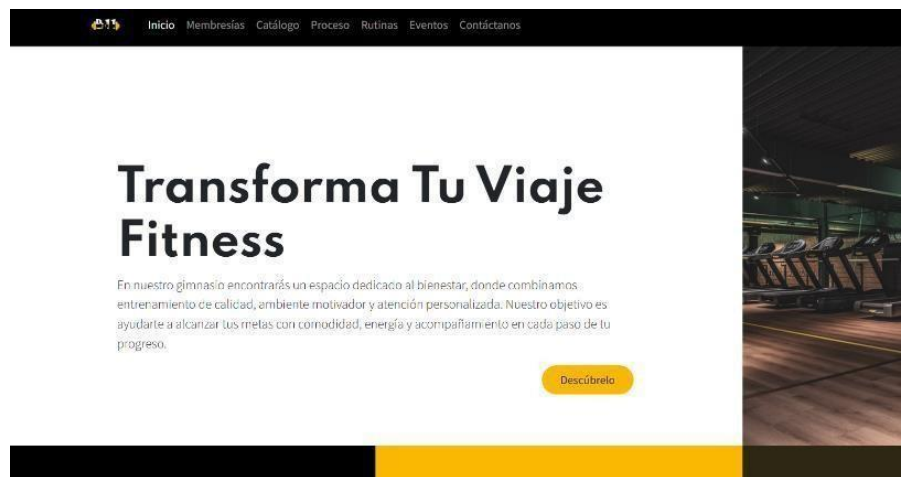 Inicio Membresías Catálogo Proceso Rutinas Eventos Contáctanos
Transforma Tu Viaje
Fitness
En nuestro gimnasio encontrarás un espacio dedicado al bienestar, donde combinamos
entrenamiento de calidad, ambiente motivador y atención personalizada. Nuestro objetivo es
ayudarte a alcanzar tus metas con comodidad, energía y acompañamiento en cada paso de tu
progreso.
Descúbrelo